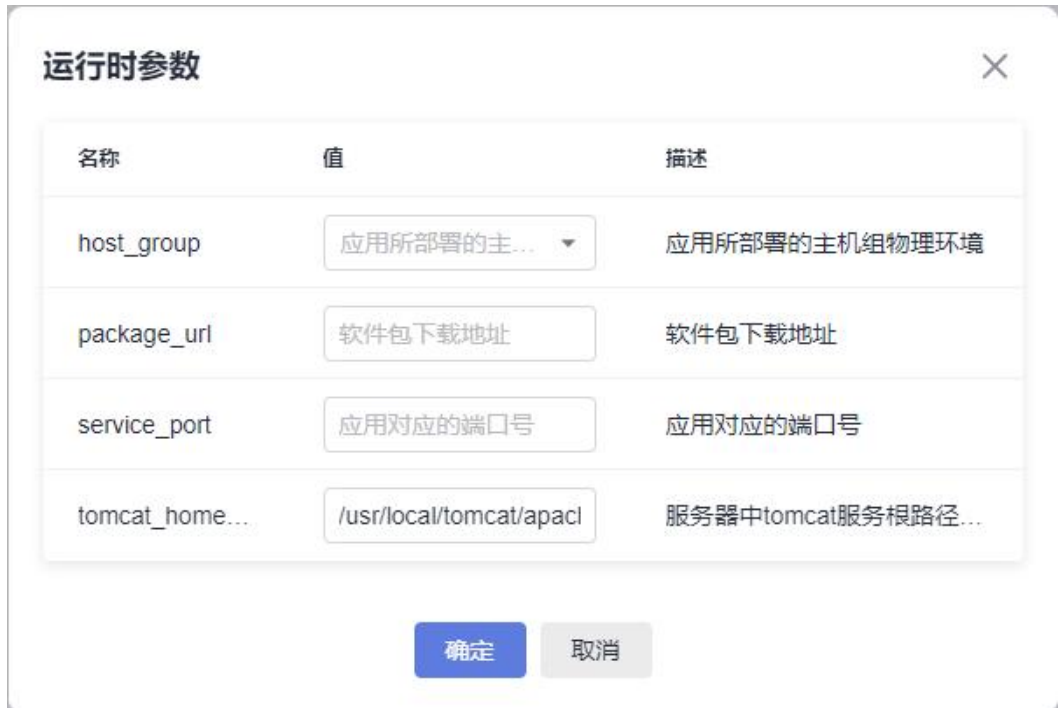 运行时参数
名称 值 描述
host_group 应用所部署的主... 应用所部署的主机组物理环境
package_url 软件包下载地址 软件包下载地址
service_port 应用对应的端口号 应用对应的端口号
tomcat_home... /usr/local/tomcat/apacl 服务器中tomcat服务根路径...
确定 取消